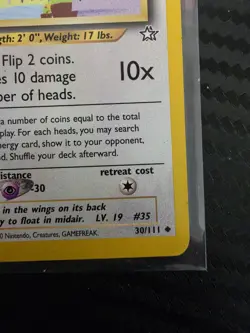 gth: 2' 0", Weight: 17 lbs.
Flip 2 coins.
es 10 damage 10x
ber of heads.
a number of coins equal to the total
play. For each heads, you may search
nergy card, show it to your opponent,
nd. Shuffle your deck afterward.
istance retreat cost
-30
in the wings on its back
y to float in midair. LV. 19 #35
0 Nintendo, Creatures, GAMEFREAK. 30/111